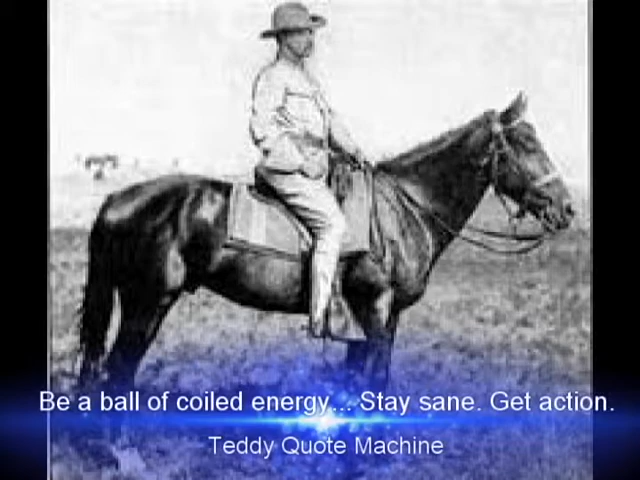 Be a ball of coiled energy... Stay sane. Get action.
Teddy Quote Machine